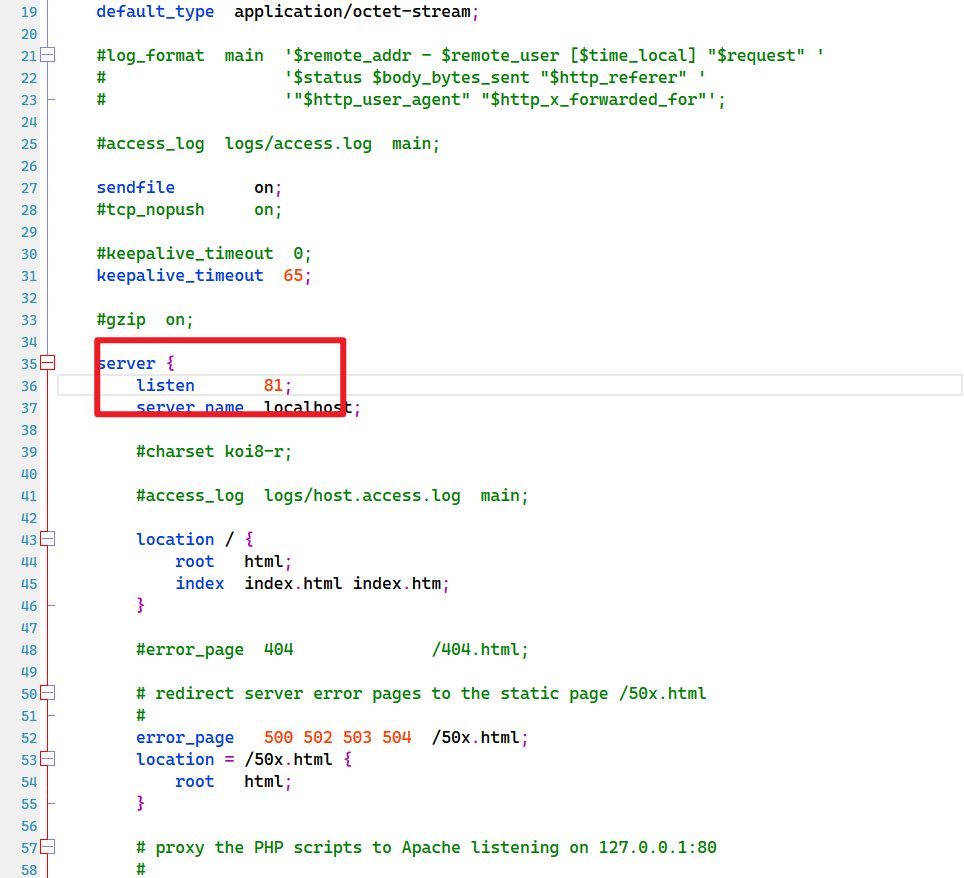 19 default_type  application/octet-stream;
20
21 #log_format  main  '$remote_addr - $remote_user [$time_local] "$request" '
22 #                  '$status $body_bytes_sent "$http_referer" '
23 #                  '"$http_user_agent" "$http_x_forwarded_for"';
24
25 #access_log  logs/access.log  main;
26
27 sendfile        on;
28 #tcp_nopush     on;
29
30 #keepalive_timeout  0;
31 keepalive_timeout  65;
32
33 #gzip  on;
34
35 server {
36     listen       81;
37     server_name  localhost;
38
39     #charset koi8-r;
40
41     #access_log  logs/host.access.log  main;
42
43     location / {
44         root   html;
45         index  index.html index.htm;
46     }
47
48     #error_page  404              /404.html;
49
50     # redirect server error pages to the static page /50x.html
51     #
52     error_page   500 502 503 504  /50x.html;
53     location = /50x.html {
54         root   html;
55     }
56
57     # proxy the PHP scripts to Apache listening on 127.0.0.1:80
58     #